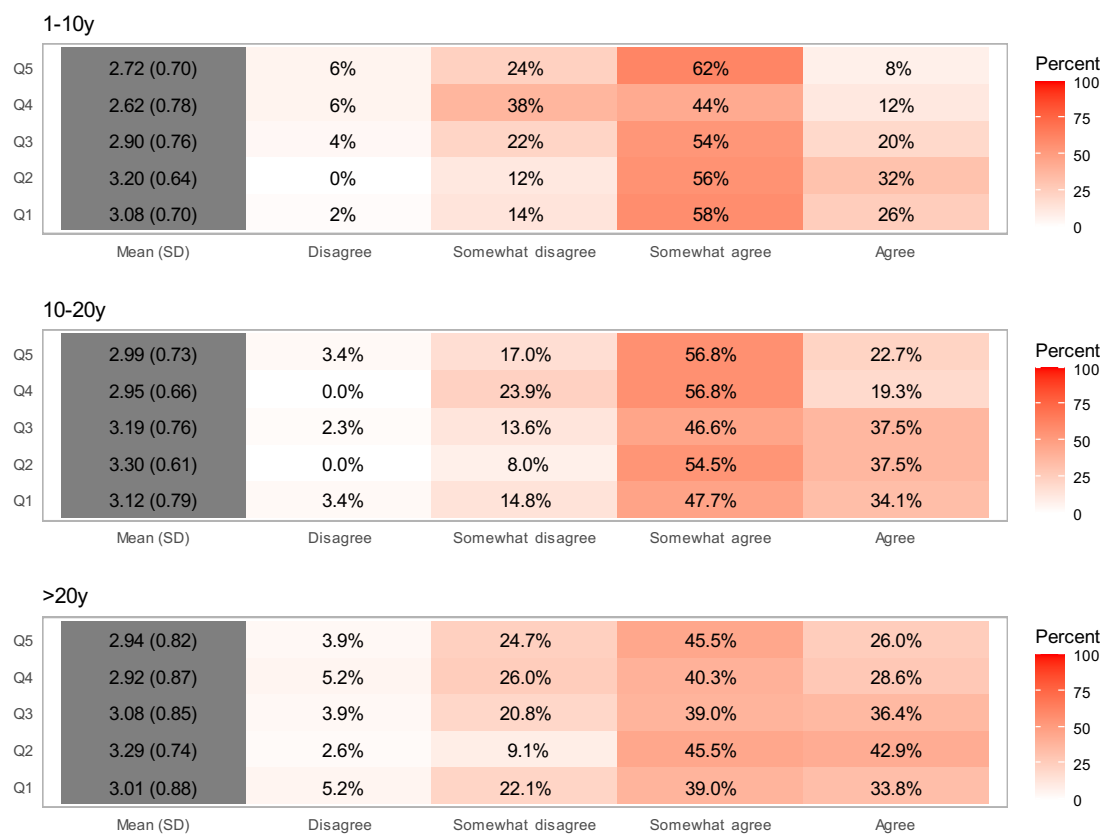 1-10y
Q5 2.72 (0.70) 6% 24% 62% 8%
Q4 2.62 (0.78) 6% 38% 44% 12%
Q3 2.90 (0.76) 4% 22% 54% 20%
Q2 3.20 (0.64) 0% 12% 56% 32%
Q1 3.08 (0.70) 2% 14% 58% 26%
Mean (SD) Disagree Somewhat disagree Somewhat agree Agree
Percent
100
75
50
25
0
10-20y
Q5 2.99 (0.73) 3.4% 17.0% 56.8% 22.7%
Q4 2.95 (0.66) 0.0% 23.9% 56.8% 19.3%
Q3 3.19 (0.76) 2.3% 13.6% 46.6% 37.5%
Q2 3.30 (0.61) 0.0% 8.0% 54.5% 37.5%
Q1 3.12 (0.79) 3.4% 14.8% 47.7% 34.1%
Mean (SD) Disagree Somewhat disagree Somewhat agree Agree
Percent
100
75
50
25
0
>20y
Q5 2.94 (0.82) 3.9% 24.7% 45.5% 26.0%
Q4 2.92 (0.87) 5.2% 26.0% 40.3% 28.6%
Q3 3.08 (0.85) 3.9% 20.8% 39.0% 36.4%
Q2 3.29 (0.74) 2.6% 9.1% 45.5% 42.9%
Q1 3.01 (0.88) 5.2% 22.1% 39.0% 33.8%
Mean (SD) Disagree Somewhat disagree Somewhat agree Agree
Percent
100
75
50
25
0